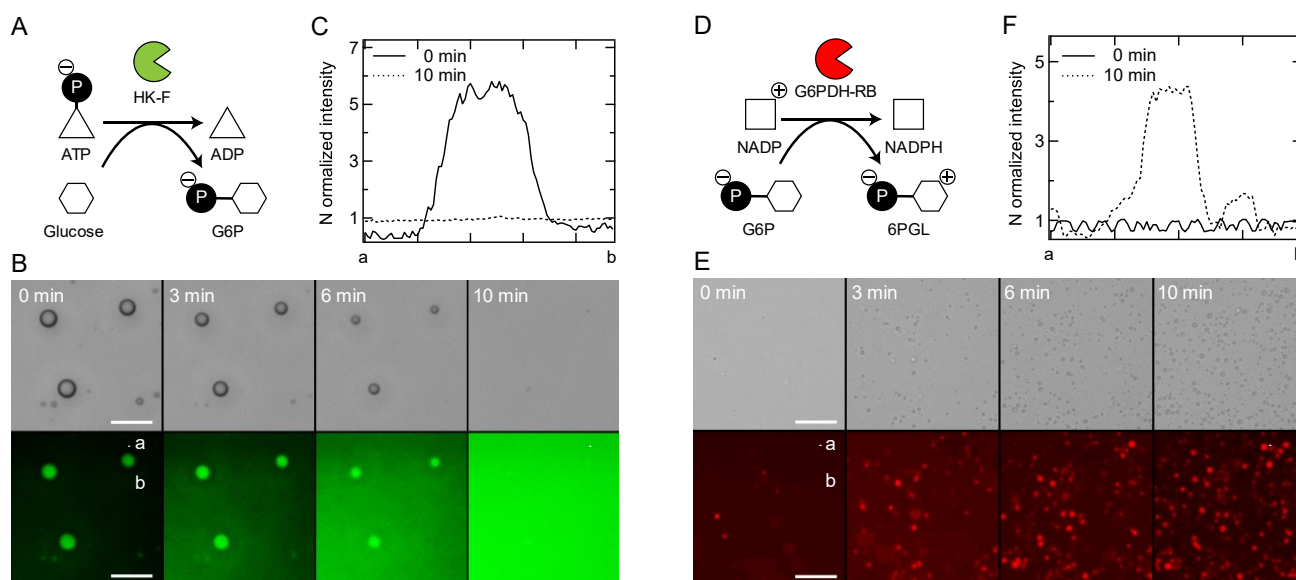 A
HK-F
−
P
ATP
ADP
Glucose
−
P
G6P
C
0 min
10 min
N ormalized intensity
7
5
3
1
a
b
B
0 min
3 min
6 min
10 min
a
b
D
G6PDH-RB
+
NADP
NADPH
−
P
G6P
−
P
+
6PGL
F
0 min
10 min
N ormalized intensity
5
3
1
a
E
0 min
3 min
6 min
10 min
a
b